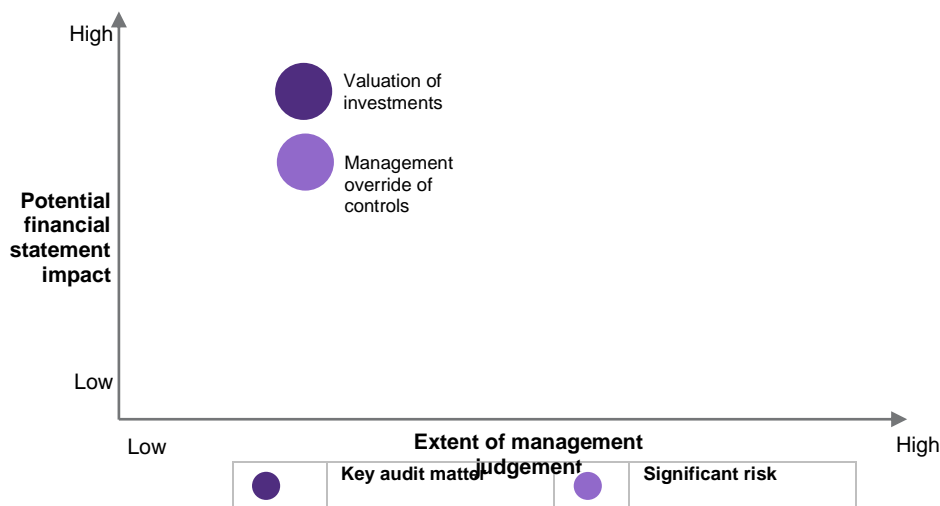 High
Valuation of
investments
Management
override of
controls
Potential
financial
statement
impact
Low
Low
Extent of management
judgement
High
Key audit matter
Significant risk